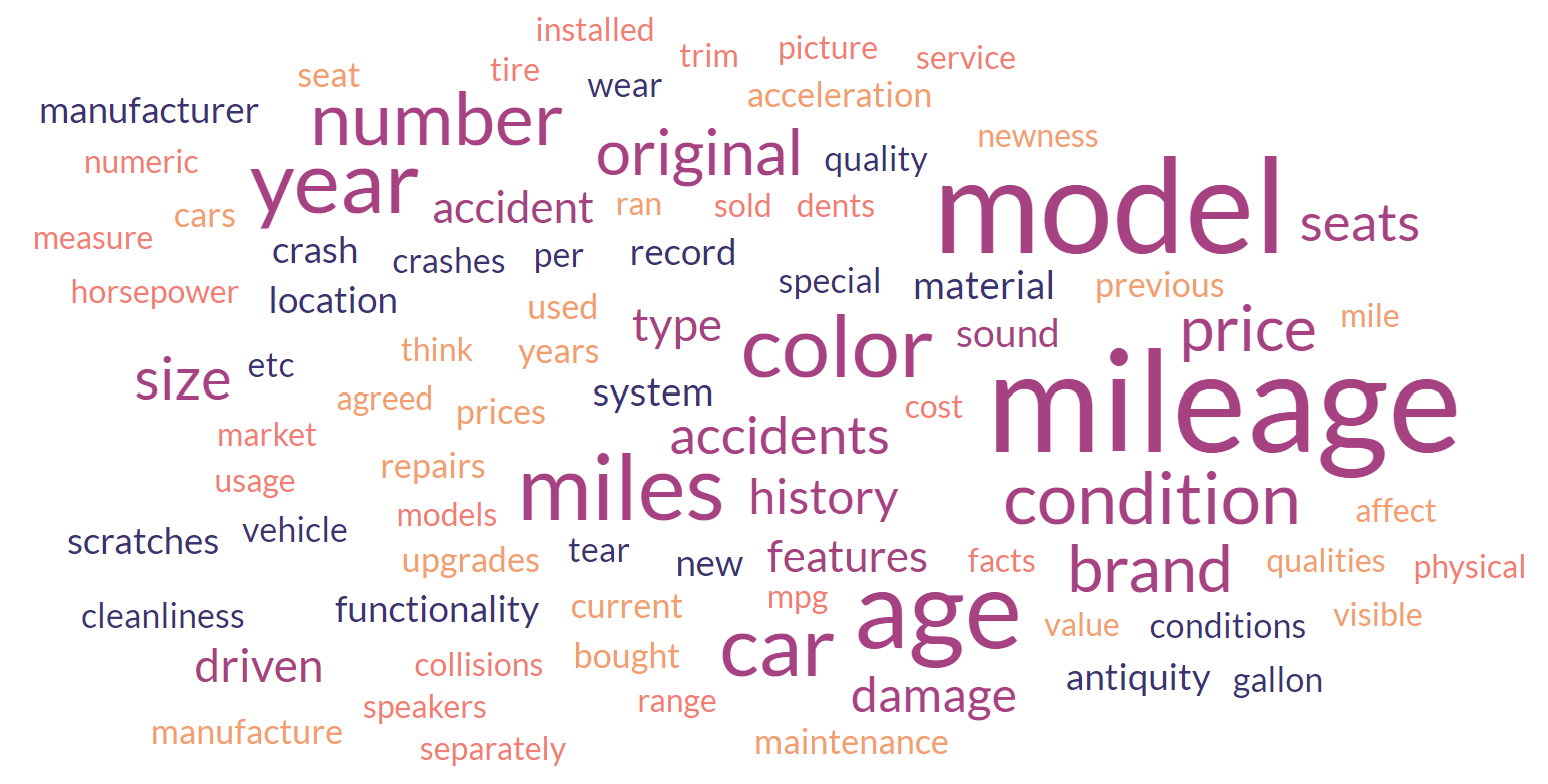 installed
trim
picture
service
seat
tire
wear
acceleration
manufacturer
number
original
quality
newness
numeric
year
accident
ran
sold
dents
model
seats
cars
measure
crash
crashes
per
record
special
material
previous
horsepower
location
used
type
color
sound
price
mile
think
years
size
etc
agreed
prices
system
cost
mileage
market
accidents
usage
repairs
miles
history
condition
affect
models
scratches
vehicle
upgrades
tear
new
features
facts
brand
qualities
physical
cleanliness
functionality
current
mpg
age
value
conditions
visible
driven
collisions
bought
car
antiquity
gallon
speakers
range
damage
manufacture
separately
maintenance